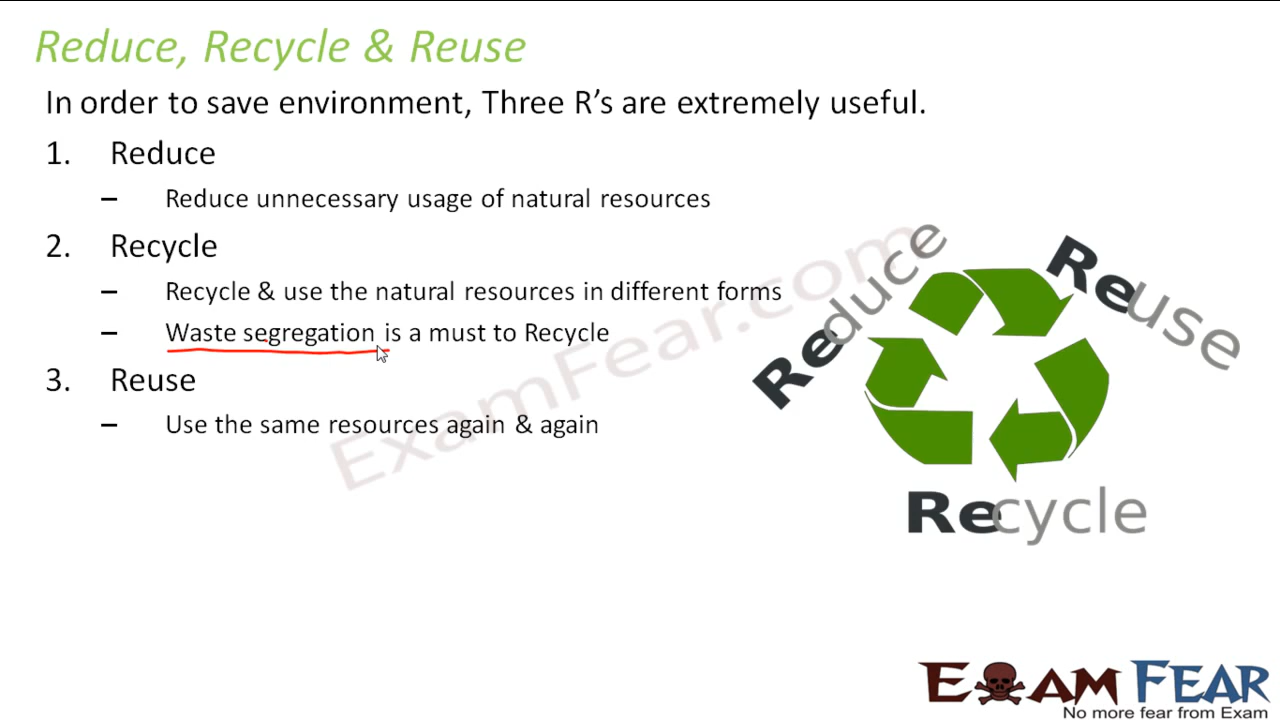 Reduce, Recycle & Reuse
In order to save environment, Three R's are extremely useful.
1. Reduce
– Reduce unnecessary usage of natural resources
2. Recycle
– Recycle & use the natural resources in different forms
– Waste segregation is a must to Recycle
3. Reuse
– Use the same resources again & again
Reduce
Reuse
Recycle
ExamFear.com
EXAM FEAR
No more fear from Exam